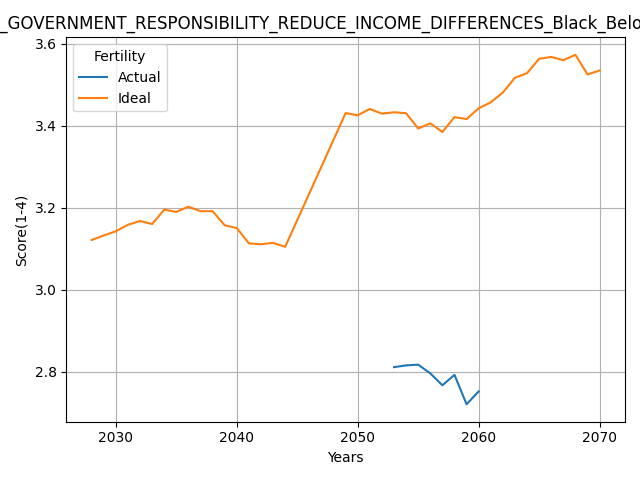 _GOVERNMENT_RESPONSIBILITY_REDUCE_INCOME_DIFFERENCES_Black_Belo
Fertility
Actual
Ideal
Score(1-4)
3.6
3.4
3.2
3.0
2.8
2030 2040 2050 2060 2070
Years